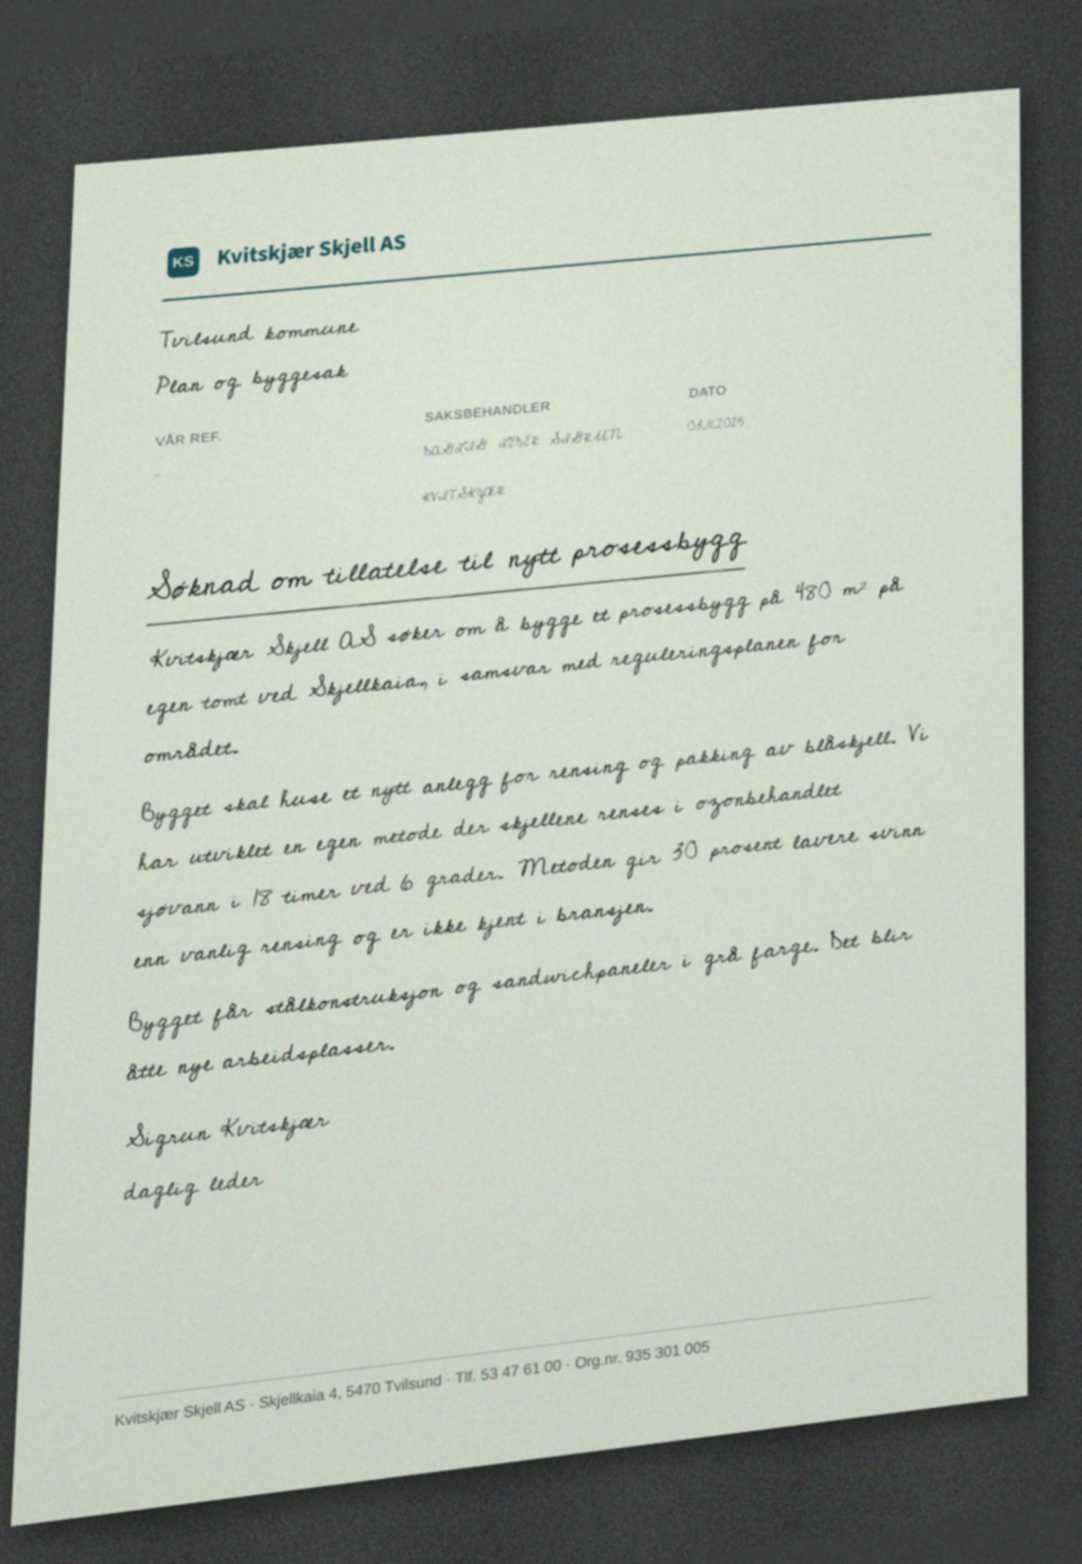 KS Kvitskjær Skjell AS
Tvilsund kommune
Plan og byggesak
VÅR REF. SAKSBEHANDLER DATO
- DAGLIG LEDER SIGRUN
KVITSKJÆR
Søknad om tillatelse til nytt prosessbygg
Kvitskjær Skjell AS søker om å bygge et prosessbygg på 480 m² på
egen tomt ved Skjellkaia, i samsvar med reguleringsplanen for
området.
Bygget skal huse et nytt anlegg for rensing og pakking av blåskjell. Vi
har utviklet en egen metode der skjellene renses i ozonbehandlet
sjøvann i 18 timer ved 6 grader. Metoden gir 30 prosent lavere svinn
enn vanlig rensing og er ikke kjent i bransjen.
Bygget får stålkonstruksjon og sandwichpaneler i grå farge. Det blir
åtte nye arbeidsplasser.
Sigrun Kvitskjær
daglig leder
Kvitskjær Skjell AS · Skjellkaia 4, 5470 Tvilsund · Tlf. 53 47 61 00 · Org.nr. 935 301 005